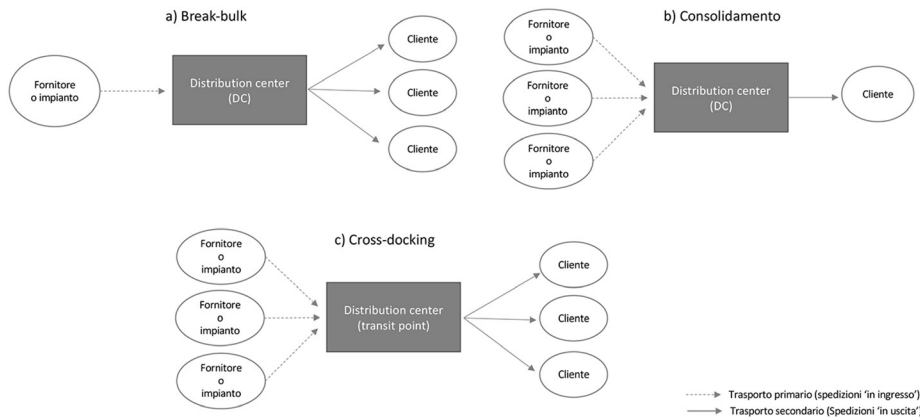 a) Break-bulk
Fornitore
o impianto
Distribution center
(DC)
Cliente
Cliente
Cliente
b) Consolidamento
Fornitore
o
impianto
Fornitore
o
impianto
Fornitore
o
impianto
Distribution center
(DC)
Cliente
c) Cross-docking
Fornitore
o
impianto
Fornitore
o
impianto
Fornitore
o
impianto
Distribution center
(transit point)
Cliente
Cliente
Cliente
Trasporto primario (spedizioni ‘in ingresso’)
Trasporto secondario (Spedizioni ‘in uscita’)